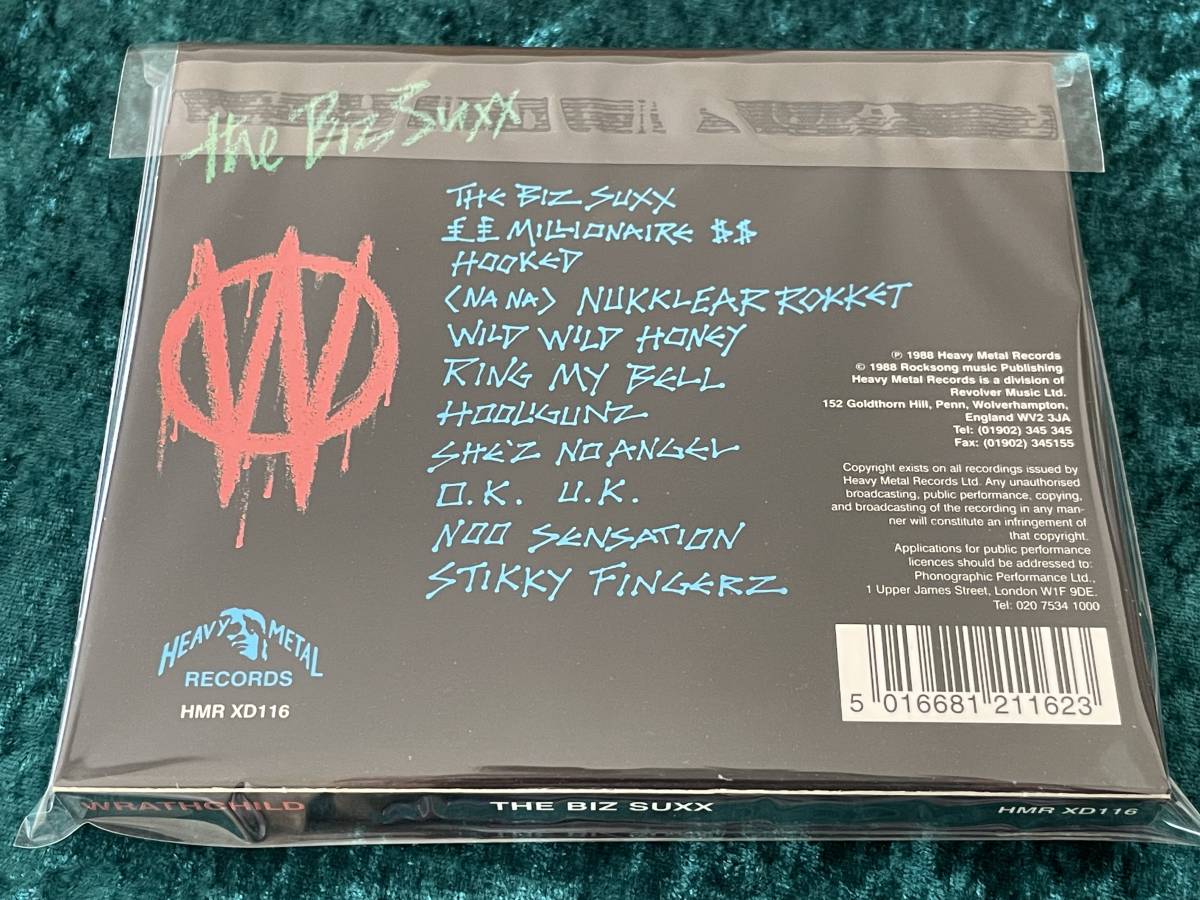 the Biz Suxx
THE BIZ SUXX
££ MILLIONAIRE $$
HOOKED
(NA NA) NUKKLEAR ROKKET
WILD WILD HONEY
RING MY BELL
HOOLIGUNZ
SHE'Z NO ANGEL
O.K. U.K.
NOO SENSATION
STIKKY FINGERZ
W
℗ 1988 Heavy Metal Records
© 1988 Rocksong music Publishing
Heavy Metal Records is a division of
Revolver Music Ltd.
152 Goldthorn Hill, Penn, Wolverhampton,
England WV2 3JA
Tel: (01902) 345 345
Fax: (01902) 345155
Copyright exists on all recordings issued by
Heavy Metal Records Ltd. Any unauthorised
broadcasting, public performance, copying,
and broadcasting of the recording in any man-
ner will constitute an infringement of
that copyright.
Applications for public performance
licences should be addressed to:
Phonographic Performance Ltd.,
1 Upper James Street, London W1F 9DE.
Tel: 020 7534 1000
HEAVY METAL
RECORDS
HMR XD116
5 016681 211623
WRATHCHILD THE BIZ SUXX HMR XD116